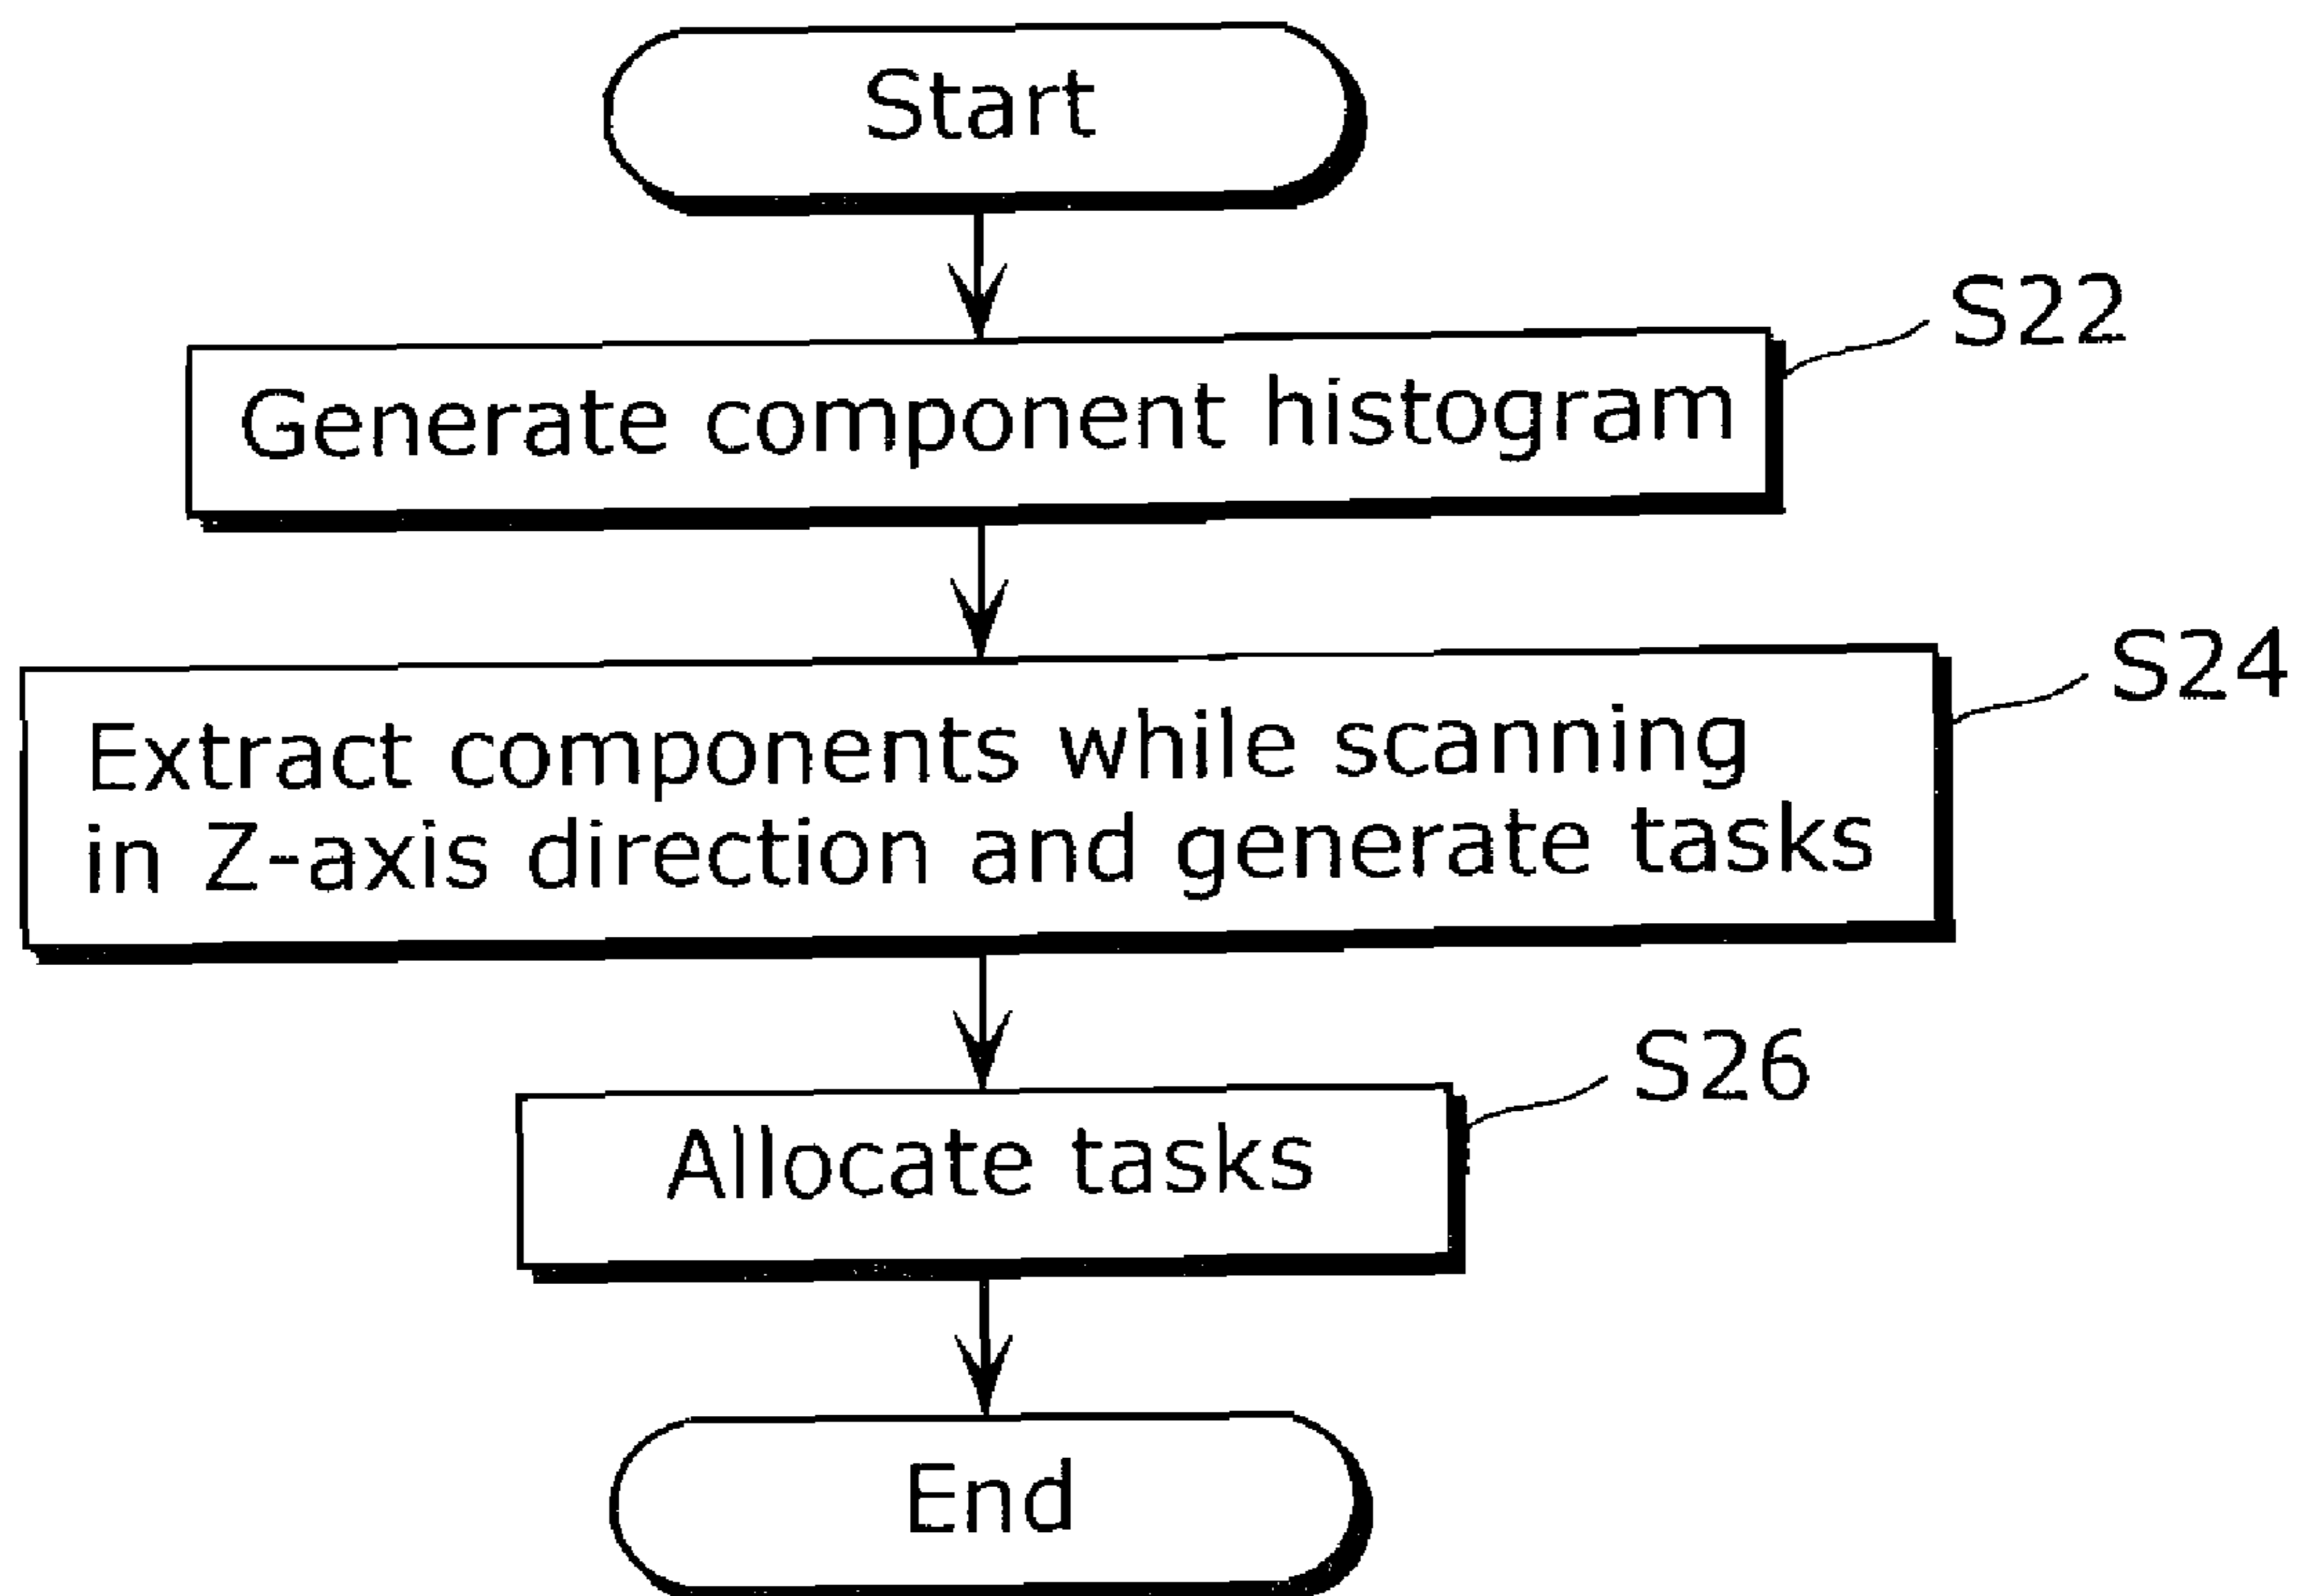 Start
S22
Generate component histogram
S24
Extract components while scanning
in Z-axis direction and generate tasks
S26
Allocate tasks
End